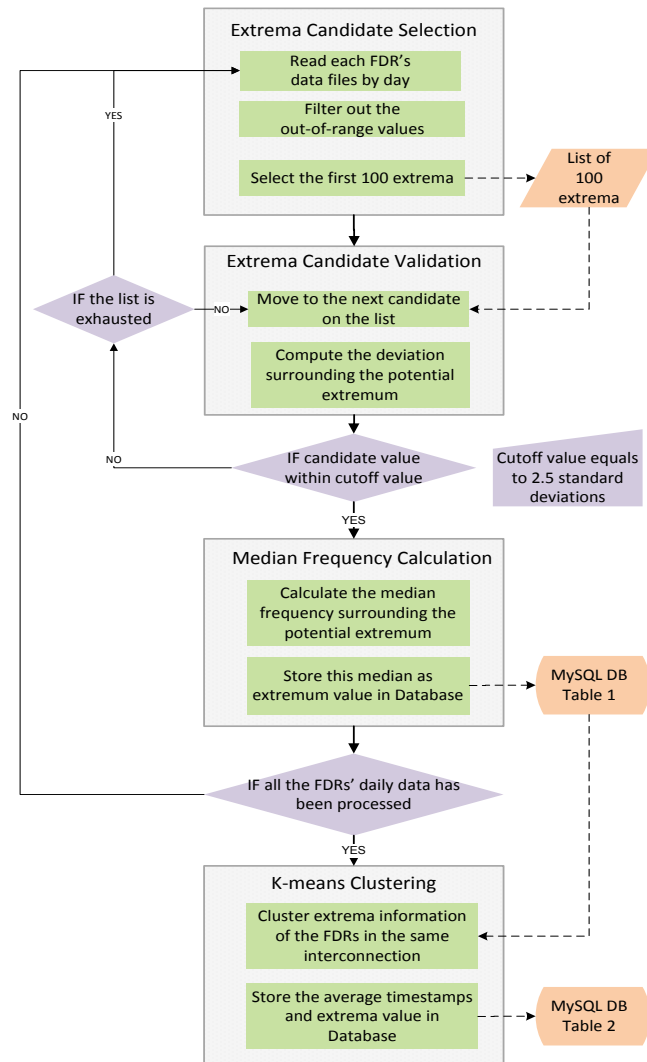 Extrema Candidate Selection
Read each FDR's
data files by day
YES
Filter out the
out-of-range values
Select the first 100 extrema
List of
100
extrema
Extrema Candidate Validation
IF the list is
exhausted
NO
Move to the next candidate
on the list
Compute the deviation
surrounding the potential
extremum
NO
NO
IF candidate value
within cutoff value
Cutoff value equals
to 2.5 standard
deviations
YES
Median Frequency Calculation
Calculate the median
frequency surrounding the
potential extremum
Store this median as
extremum value in Database
MySQL DB
Table 1
IF all the FDRs' daily data has
been processed
YES
K-means Clustering
Cluster extrema information
of the FDRs in the same
interconnection
Store the average timestamps
and extrema value in
Database
MySQL DB
Table 2